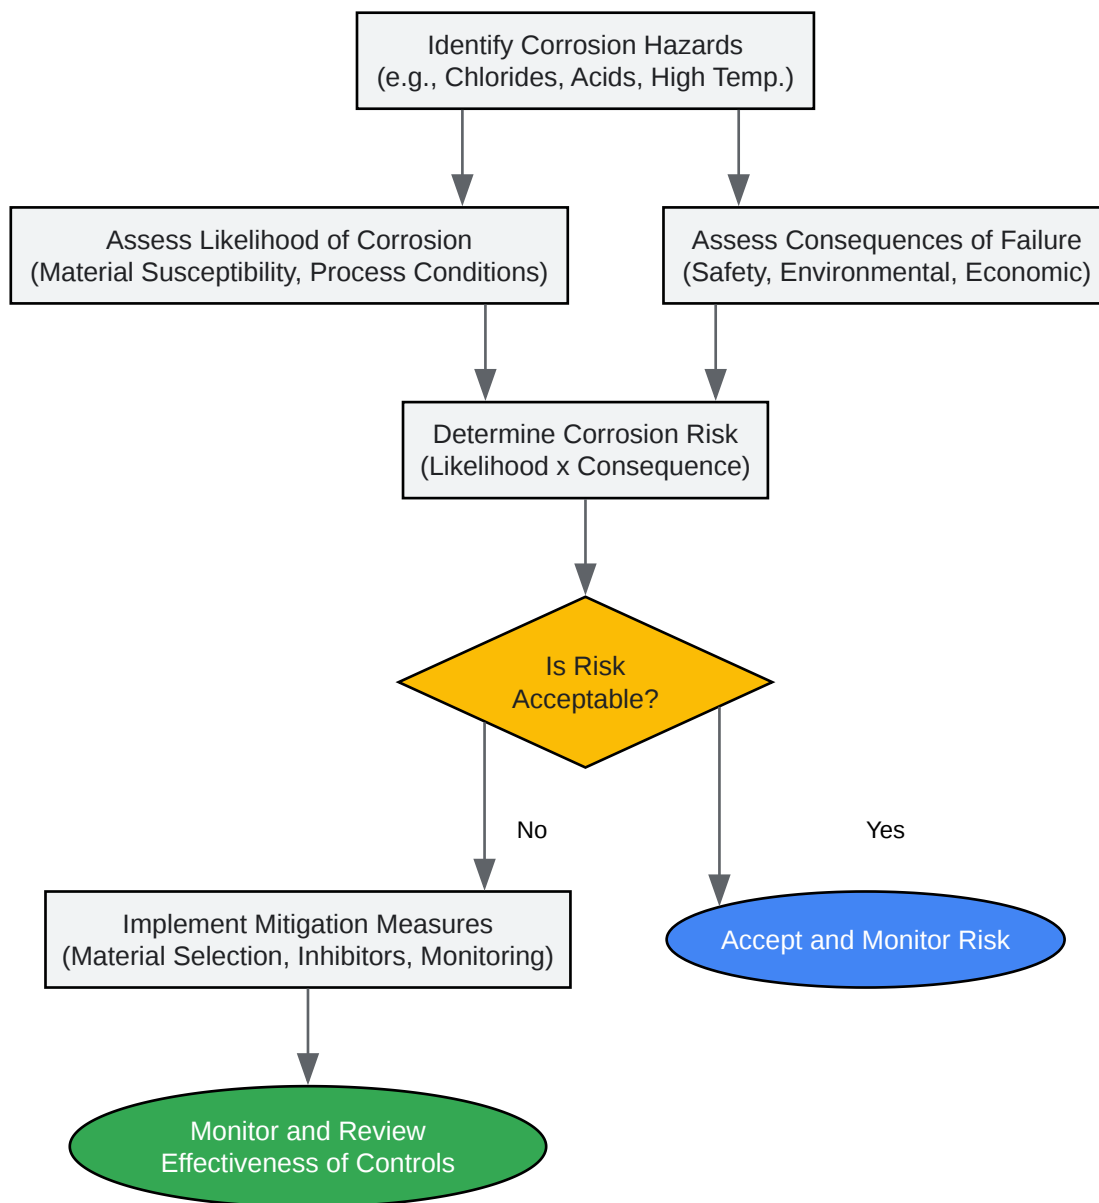 Identify Corrosion Hazards
(e.g., Chlorides, Acids, High Temp.)
Assess Likelihood of Corrosion
(Material Susceptibility, Process Conditions)
Assess Consequences of Failure
(Safety, Environmental, Economic)
Determine Corrosion Risk
(Likelihood x Consequence)
Is Risk
Acceptable?
No
Yes
Implement Mitigation Measures
(Material Selection, Inhibitors, Monitoring)
Accept and Monitor Risk
Monitor and Review
Effectiveness of Controls